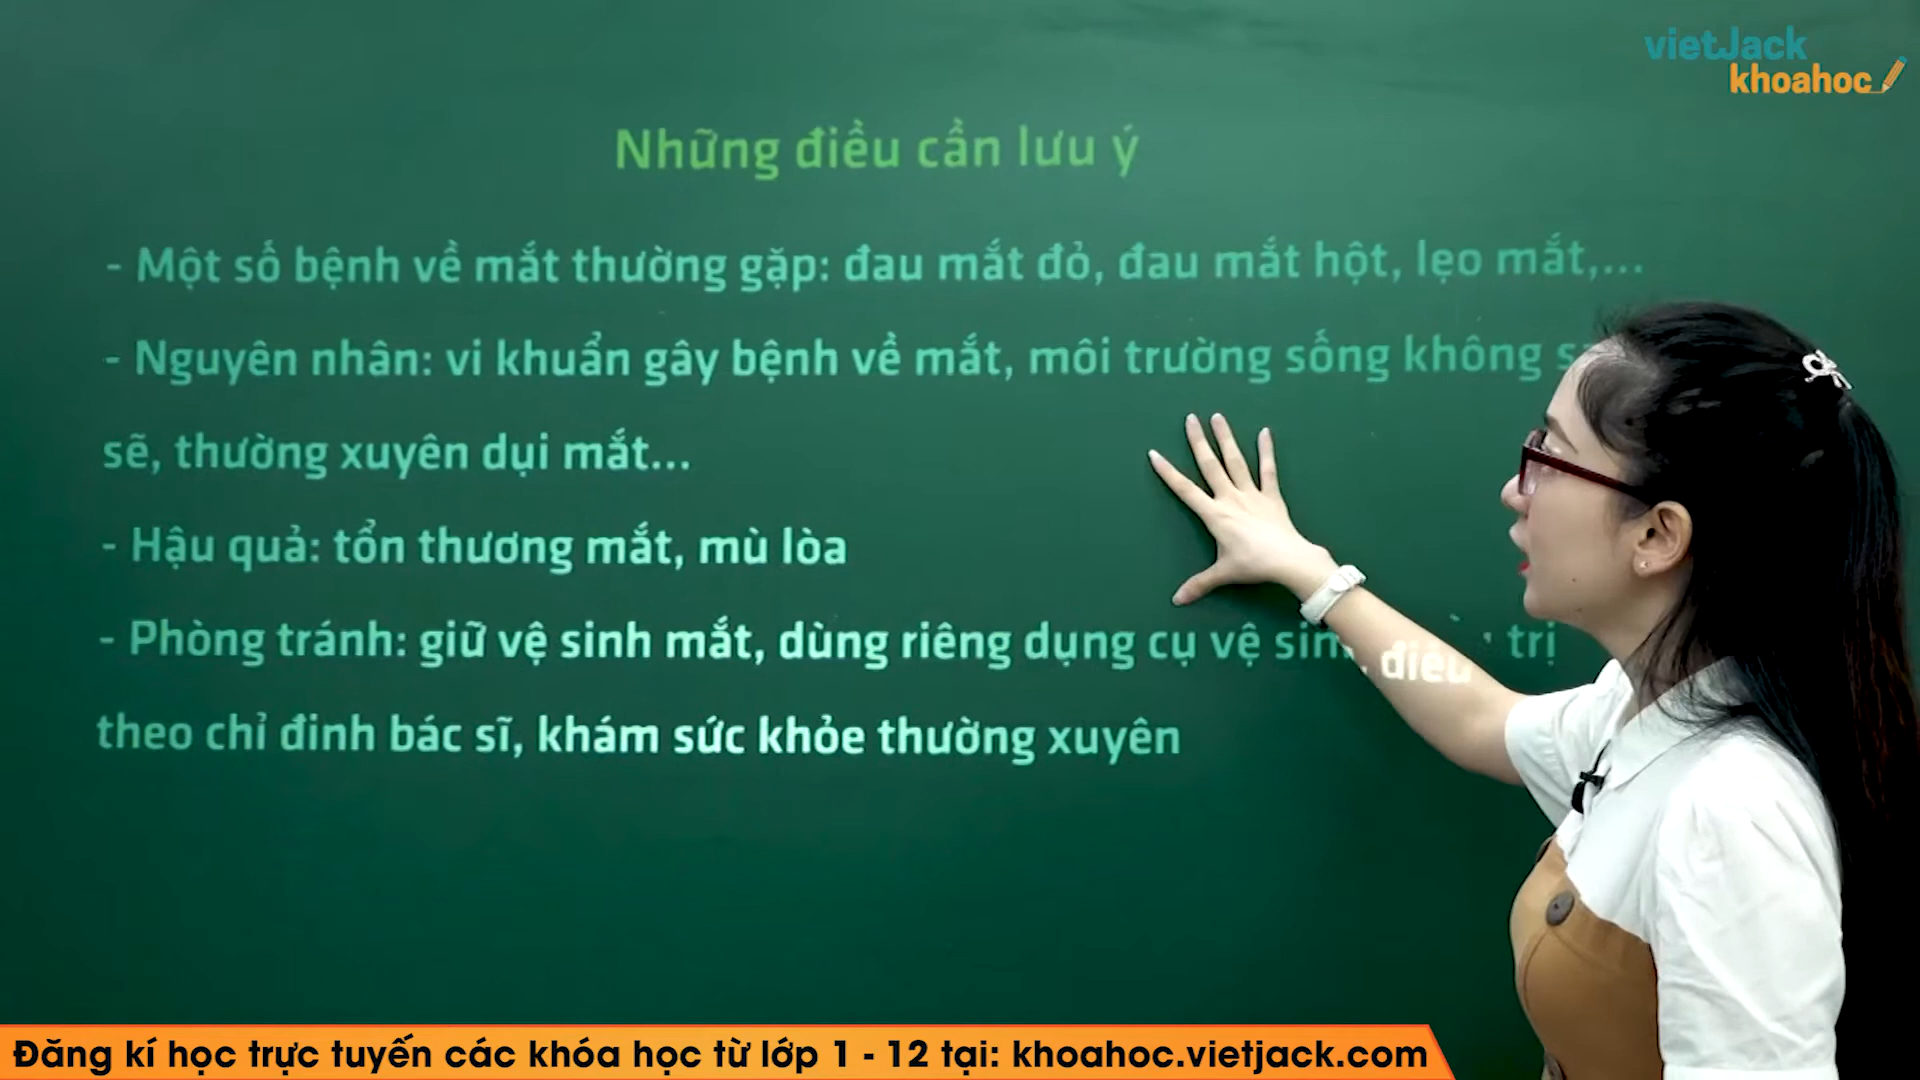 vietJack
khoahoc
Những điều cần lưu ý
- Một số bệnh về mắt thường gặp: đau mắt đỏ, đau mắt hột, lẹo mắt,...
- Nguyên nhân: vi khuẩn gây bệnh về mắt, môi trường sống không
sẽ, thường xuyên dụi mắt...
- Hậu quả: tổn thương mắt, mù lòa
- Phòng tránh: giữ vệ sinh mắt, dùng riêng dụng cụ vệ trị
theo chỉ đinh bác sĩ, khám sức khỏe thường xuyên
Đăng kí học trực tuyến các khóa học từ lớp 1 - 12 tại: khoahoc.vietjack.com